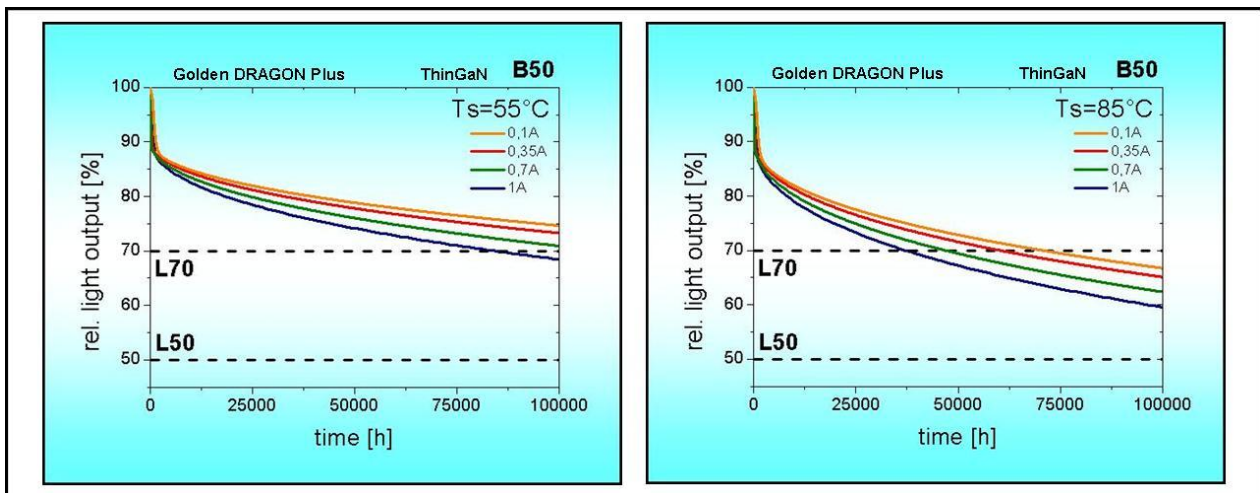 Golden DRAGON Plus ThinGaN B50
Ts=55°C
0,1A
0,35A
0,7A
1A
rel. light output [%]
100
90
80
70
60
50
L70
L50
0 25000 50000 75000 100000
time [h]
Golden DRAGON Plus ThinGaN B50
Ts=85°C
0,1A
0,35A
0,7A
1A
rel. light output [%]
100
90
80
70
60
50
L70
L50
0 25000 50000 75000 100000
time [h]